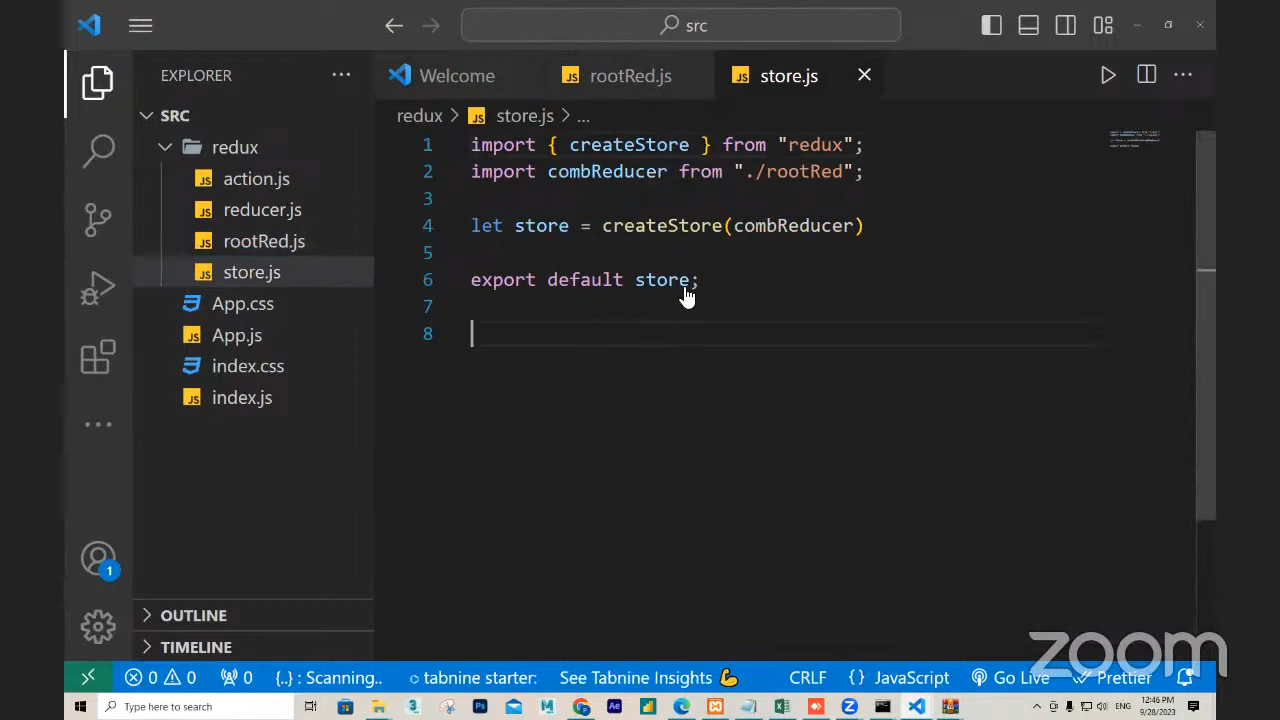 src
EXPLORER
Welcome
rootRed.js
store.js
SRC
redux > store.js > ...
redux
action.js
reducer.js
rootRed.js
store.js
App.css
App.js
index.css
index.js
1 import { createStore } from "redux";
2 import combReducer from "./rootRed";
3
4 let store = createStore(combReducer)
5
6 export default store;
7
8
1
OUTLINE
TIMELINE
zoom
0 0 0 {..} : Scanning.. tabnine starter: See Tabnine Insights 💪 CRLF {} JavaScript Go Live Prettier
Type here to search
ENG
12:46 PM
9/28/2023